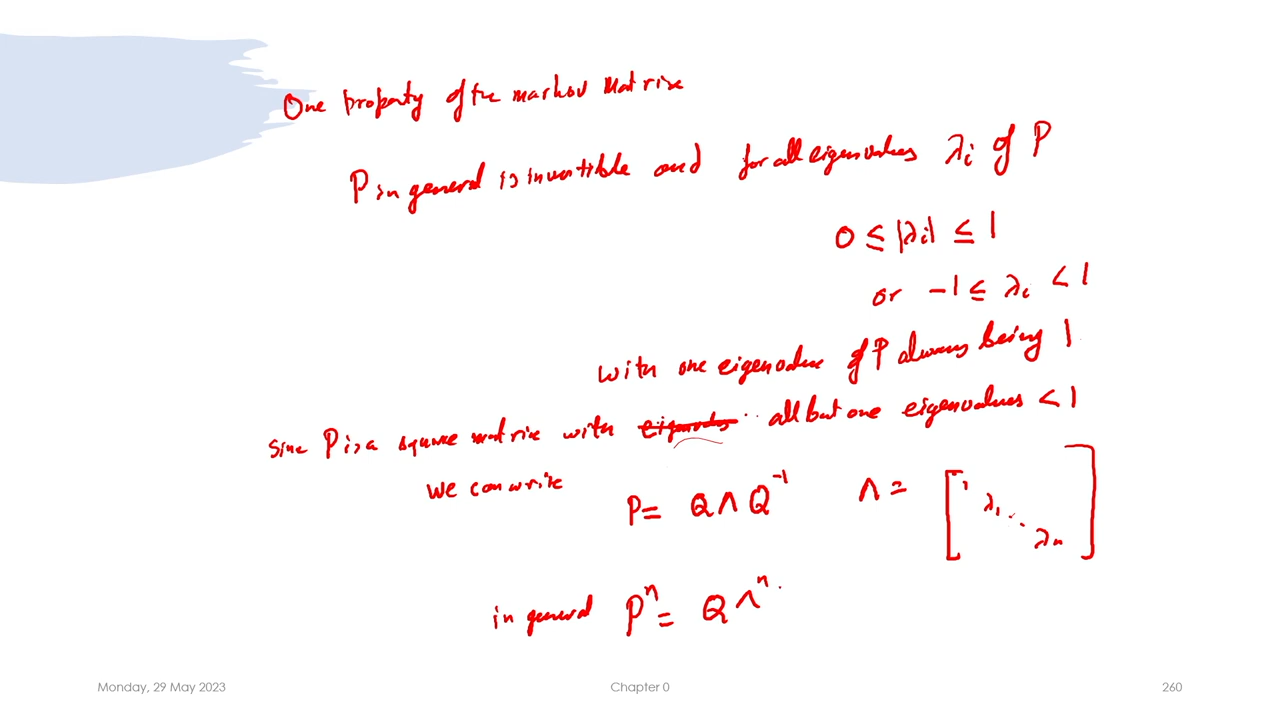 One property of the markov Matrix
P in general is invertible and for all eigenvalues λi of P
0 ≤ |λi| ≤ 1
or -1 ≤ λi < 1
with one eigenvalue of P always being 1
Since P is a square matrix with eigenvalues .. all but one eigenvalues < 1
we can write P = Q Λ Q⁻¹ Λ = [1 λ1 .. λn]
in general Pⁿ = Q Λⁿ .
Monday, 29 May 2023 Chapter 0 260